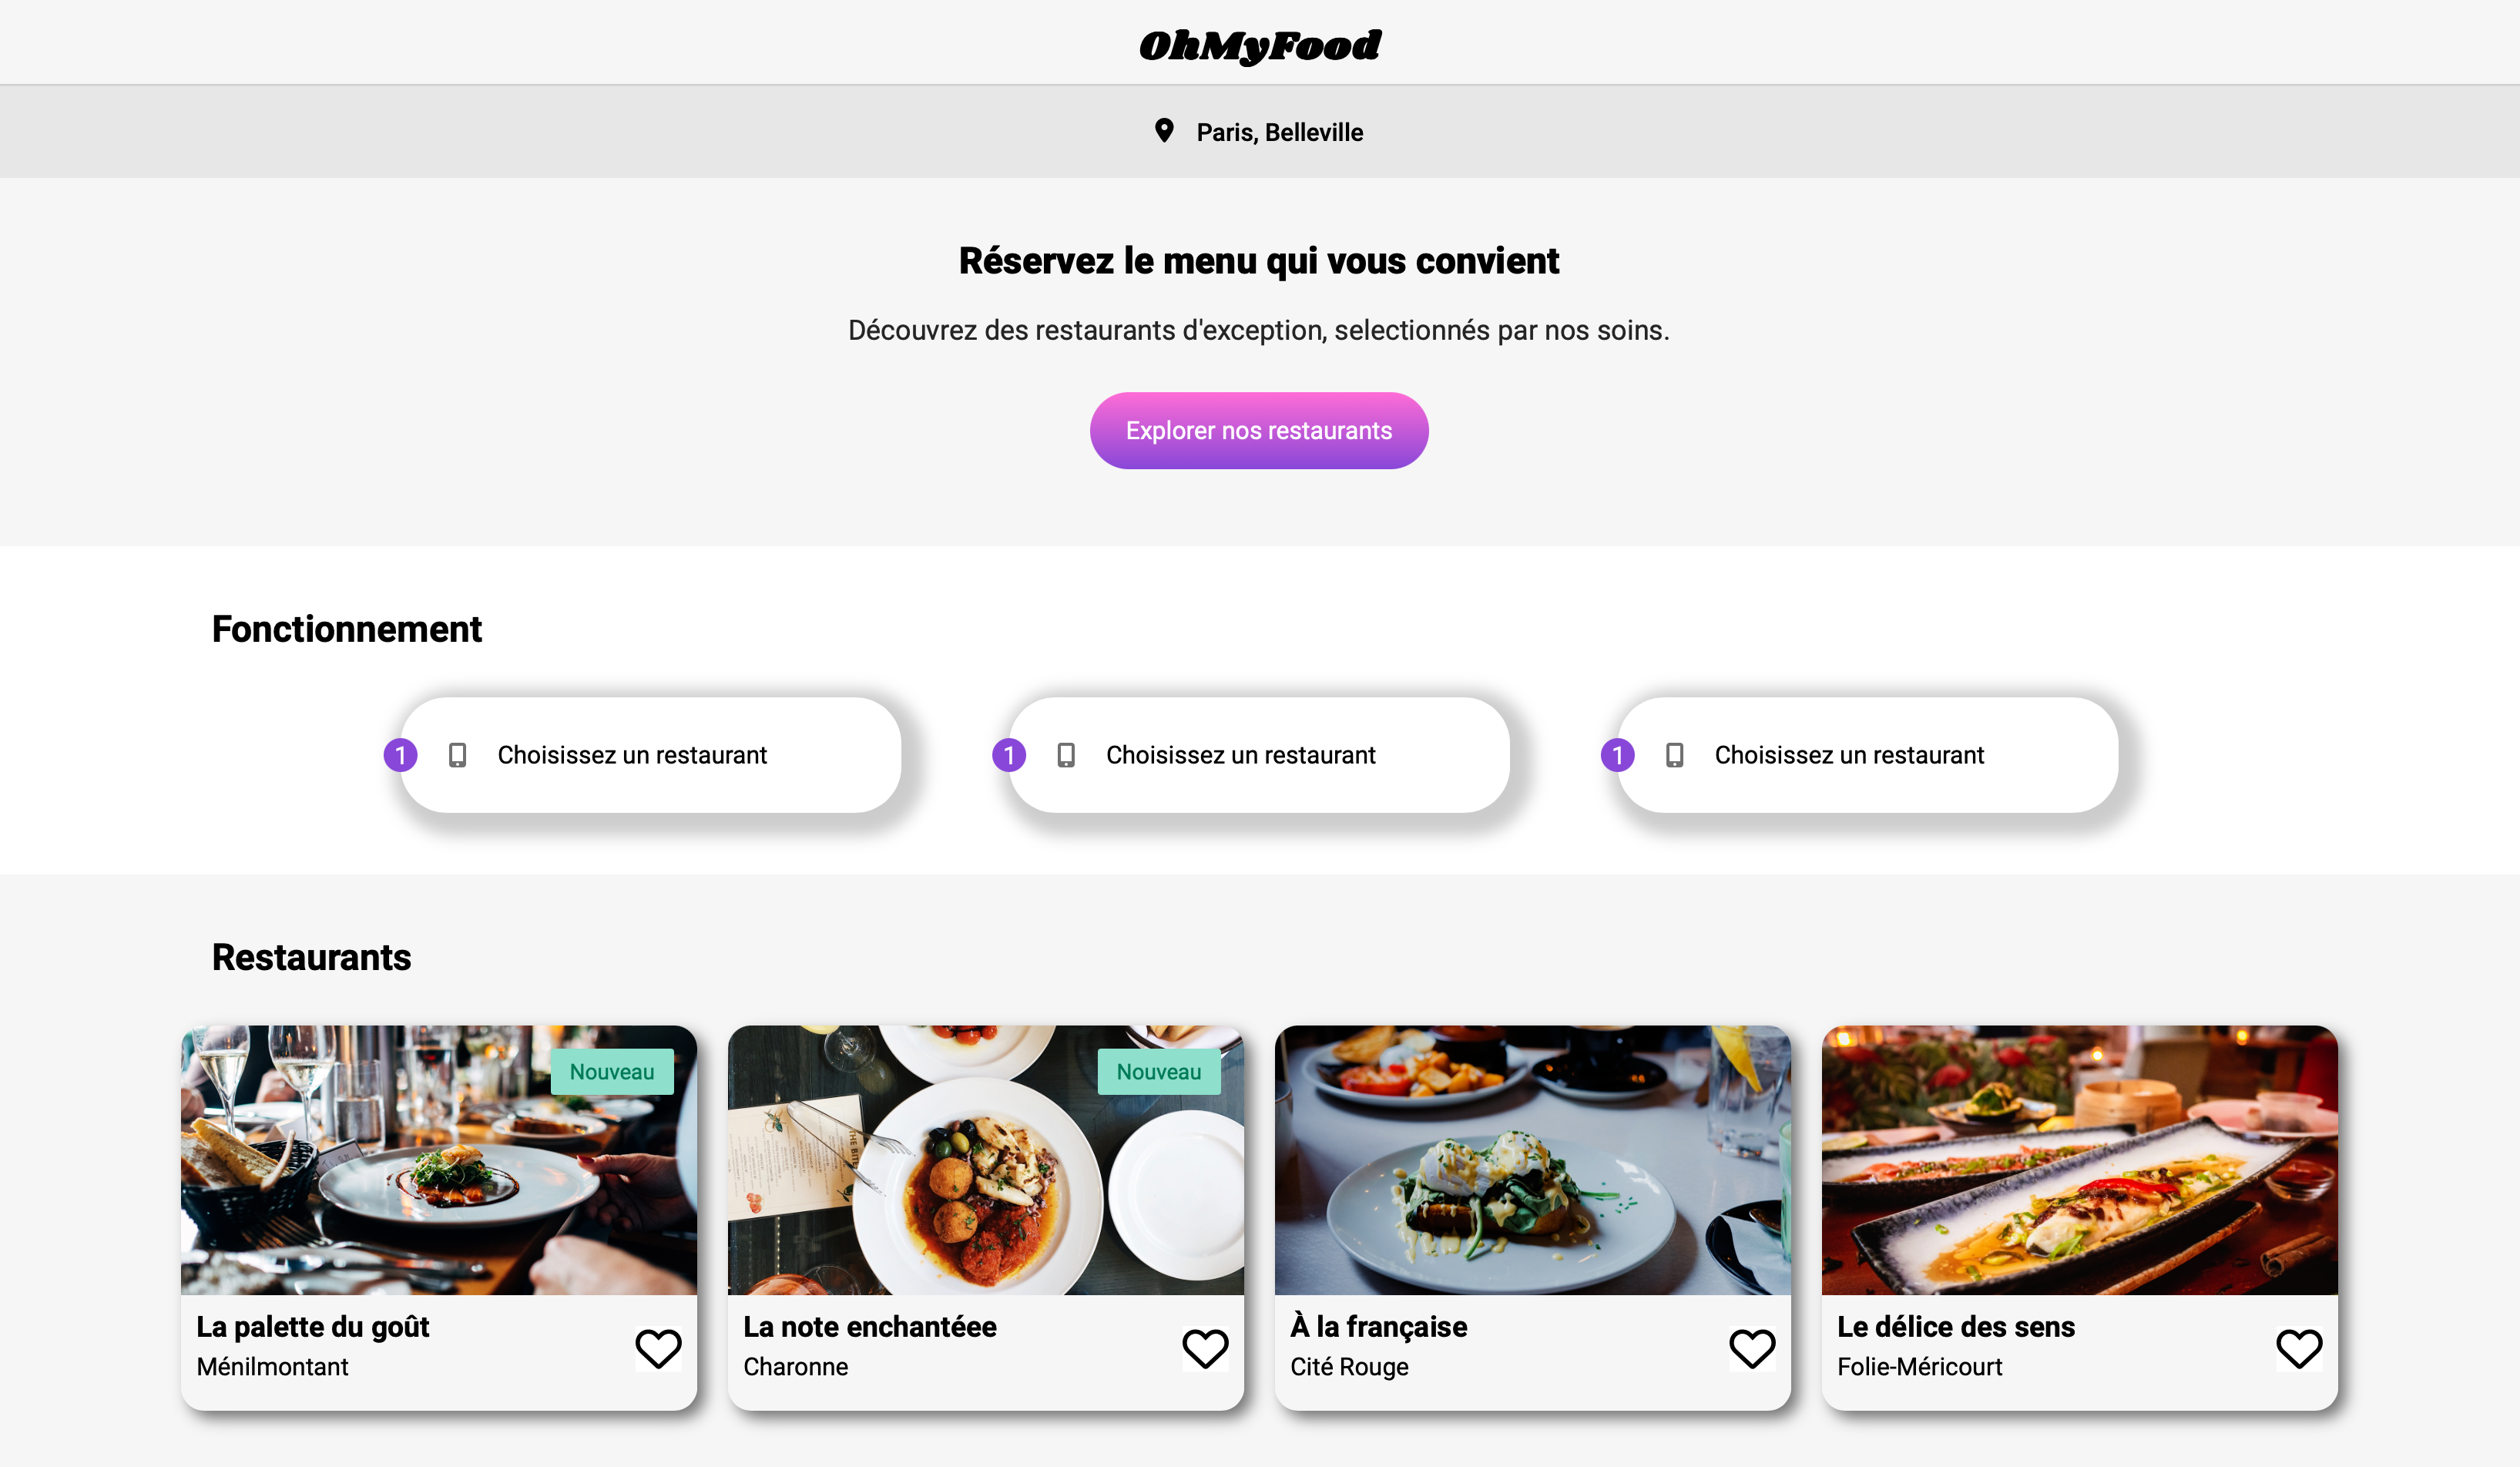 OhMyFood
Paris, Belleville
Réservez le menu qui vous convient
Découvrez des restaurants d'exception, selectionnés par nos soins.
Explorer nos restaurants
Fonctionnement
1 Choisissez un restaurant
1 Choisissez un restaurant
1 Choisissez un restaurant
Restaurants
Nouveau
La palette du goût
Ménilmontant
Nouveau
La note enchantéee
Charonne
À la française
Cité Rouge
Le délice des sens
Folie-Méricourt